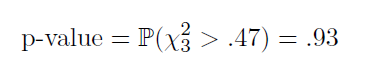 p-value = ℙ(χ²₃ > .47) = .93